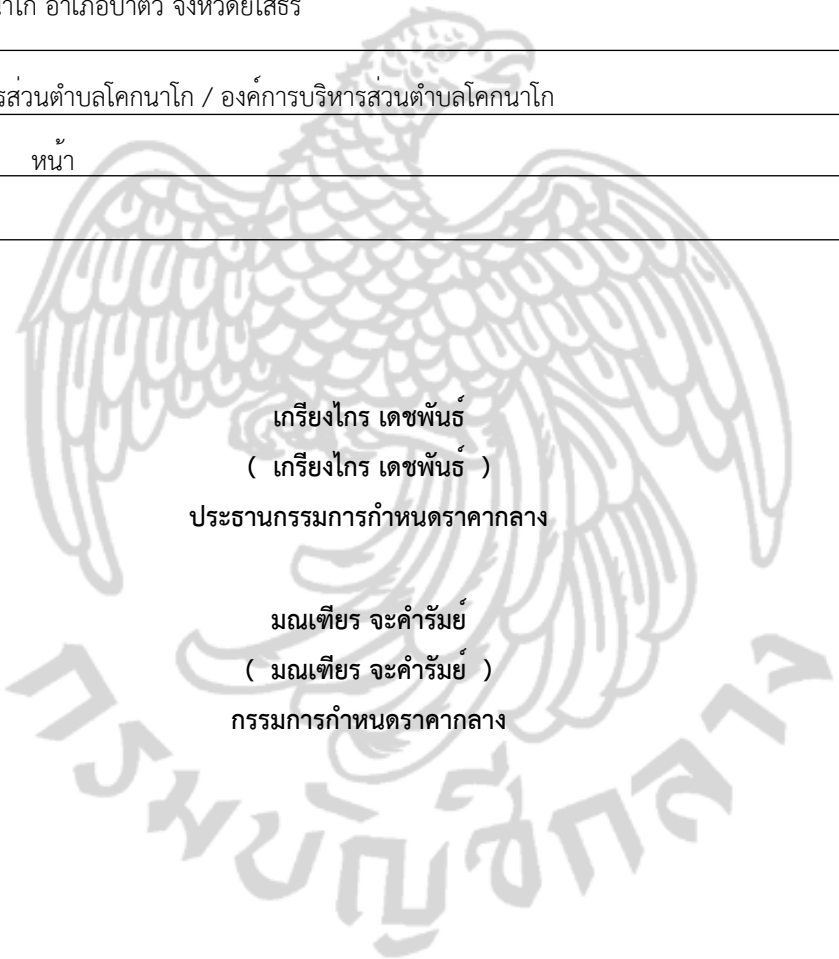 อำเภอป่าติ้ว จังหวัดยโสธร
ส่วนตำบลโคกนาโก / องค์การบริหารส่วนตำบลโคกนาโก
หน้า
เกรียงไกร เดชพันธ์
( เกรียงไกร เดชพันธ์ )
ประธานกรรมการกำหนดราคากลาง
มณเฑียร จะคำรัมย์
( มณเฑียร จะคำรัมย์ )
กรรมการกำหนดราคากลาง
กรมบัญชีกลาง